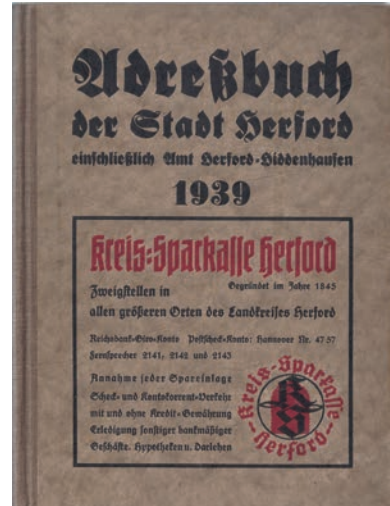 Adreßbuch
der Stadt Herford
einschließlich Amt Herford-Hiddenhausen
1939
Kreis-Sparkasse Herford
Gegründet im Jahre 1845
Zweigstellen in
allen größeren Orten des Landkreises Herford
Reichsbank-Giro-Konto Postscheck-Konto: Hannover Nr. 4757
Fernsprecher 2141, 2142 und 2143
Annahme jeder Spareinlage
Scheck- und Kontokorrent-Verkehr
mit und ohne Kredit-Gewährung
Erledigung sonstiger bankmäßiger
Geschäfte. Hypotheken u. Darlehen
Kreis-Sparkasse
KS
Herford